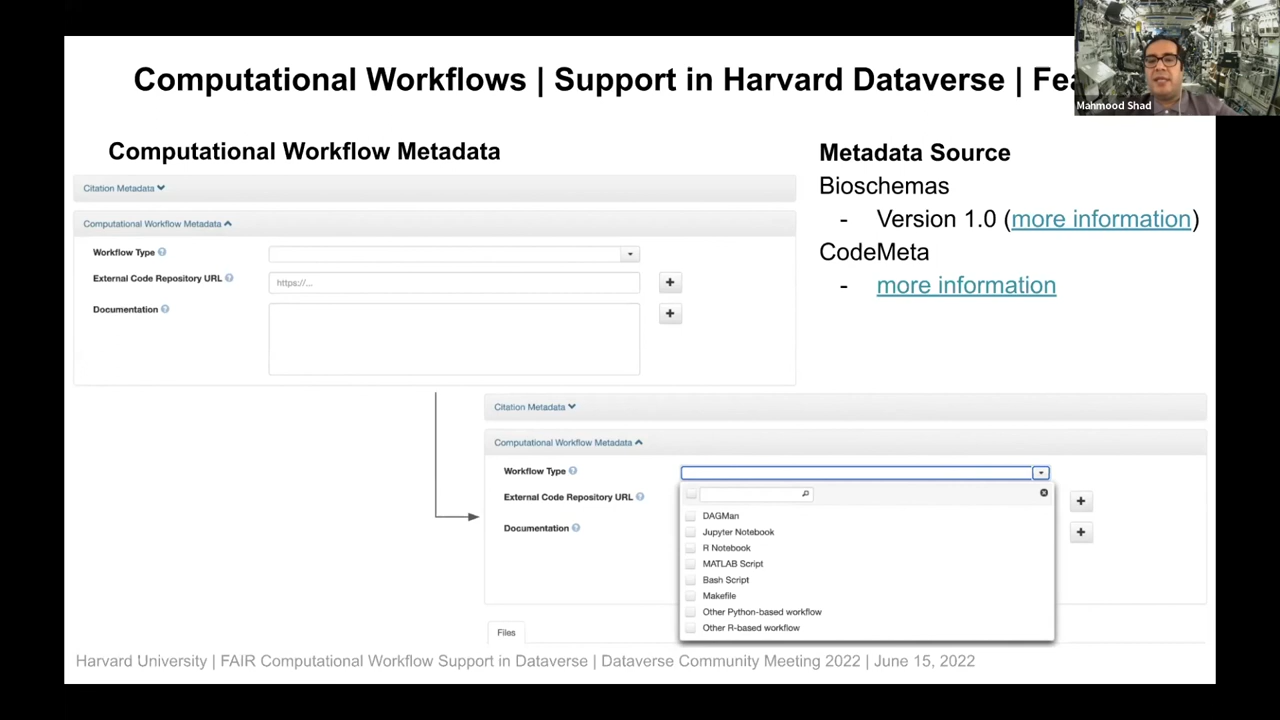 Computational Workflows | Support in Harvard Dataverse | Fea
Mahmood Shad
Computational Workflow Metadata
Citation Metadata
Computational Workflow Metadata
Workflow Type
External Code Repository URL
https://...
Documentation
Metadata Source
Bioschemas
- Version 1.0 (more information)
CodeMeta
- more information
Citation Metadata
Computational Workflow Metadata
Workflow Type
External Code Repository URL
Documentation
DAGMan
Jupyter Notebook
R Notebook
MATLAB Script
Bash Script
Makefile
Other Python-based workflow
Other R-based workflow
Files
Harvard University | FAIR Computational Workflow Support in Dataverse | Dataverse Community Meeting 2022 | June 15, 2022